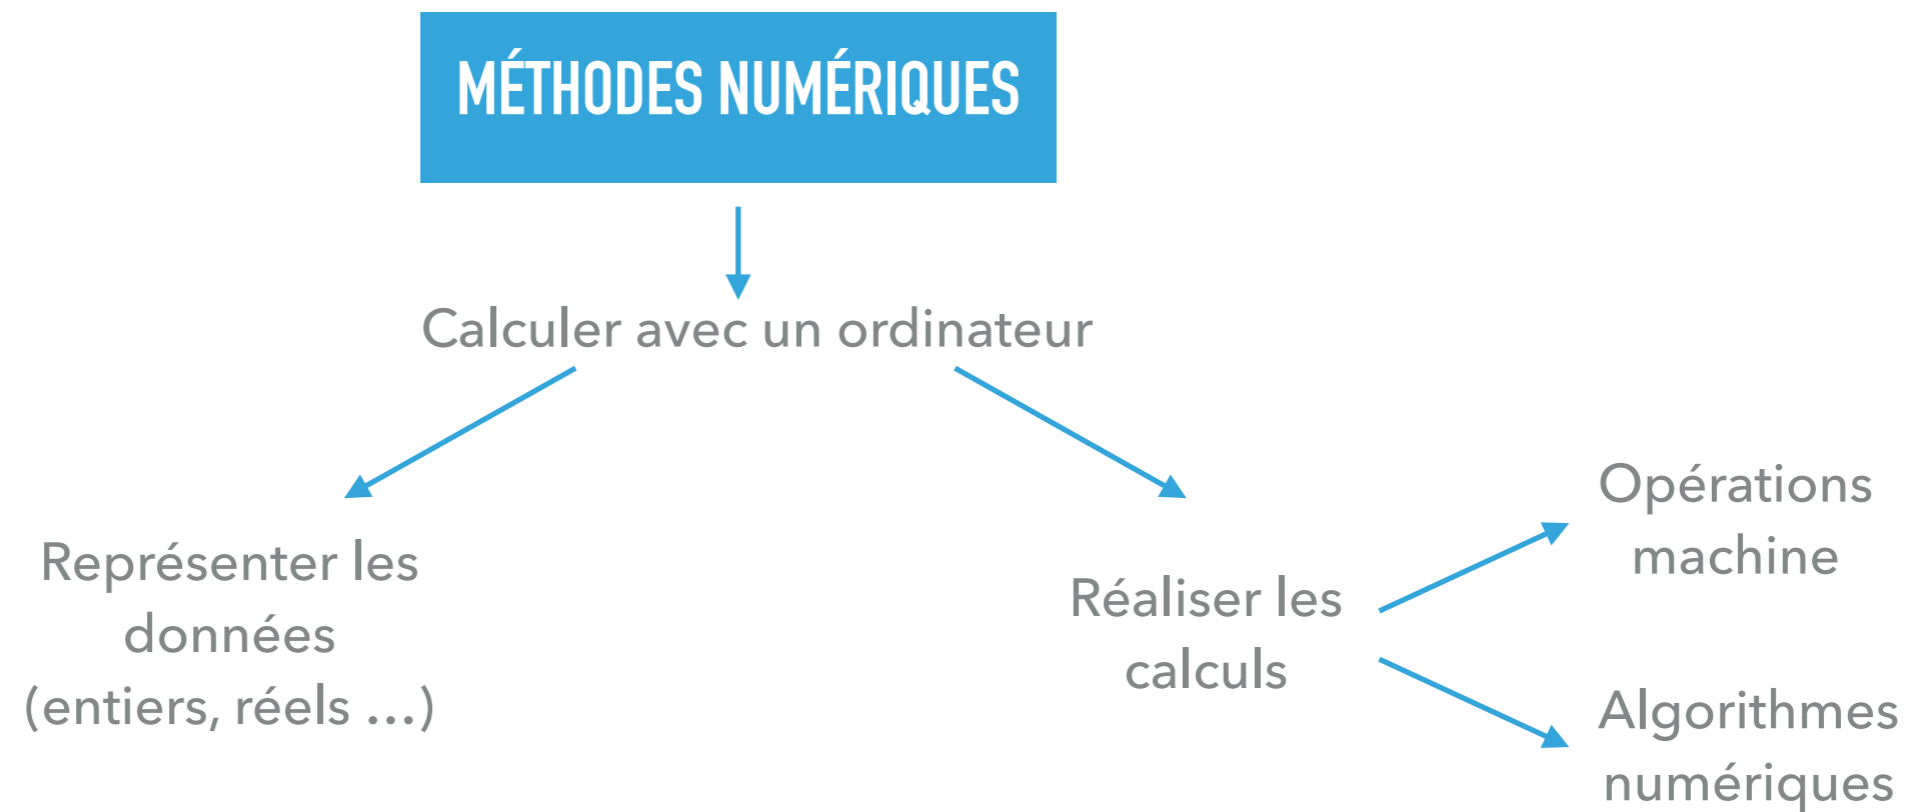 MÉTHODES NUMÉRIQUES
Calculer avec un ordinateur
Représenter les
données
(entiers, réels ...)
Réaliser les
calculs
Opérations
machine
Algorithmes
numériques